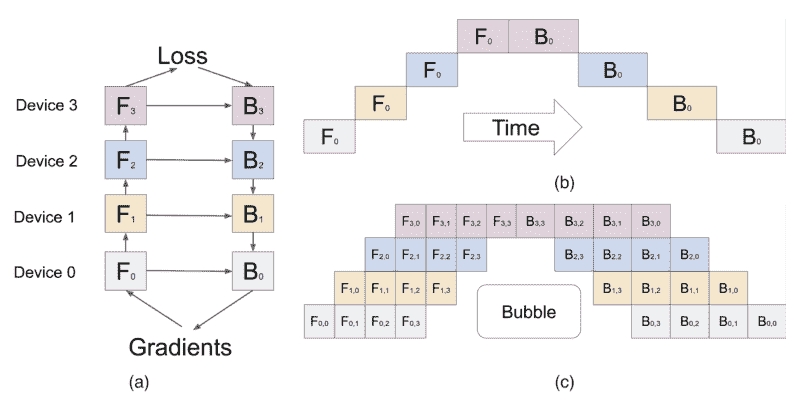 Loss
Device 3 F3 B3
Device 2 F2 B2
Device 1 F1 B1
Device 0 F0 B0
Gradients
(a)
F0 B0
F0 B0
F0 B0
F0 Time B0
(b)
F3,0 F3,1 F3,2 F3,3 B3,3 B3,2 B3,1 B3,0
F2,0 F2,1 F2,2 F2,3 B2,3 B2,2 B2,1 B2,0
F1,0 F1,1 F1,2 F1,3 B1,3 B1,2 B1,1 B1,0
F0,0 F0,1 F0,2 F0,3 Bubble B0,3 B0,2 B0,1 B0,0
(c)